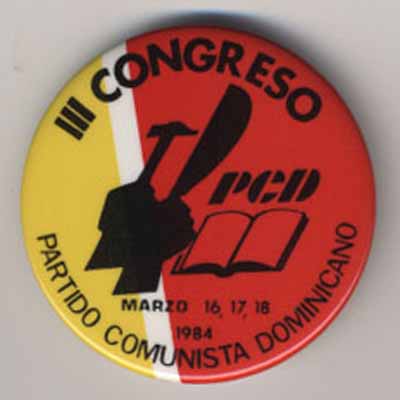 III CONGRESO
PCD
MARZO 16, 17, 18
1984
PARTIDO COMUNISTA DOMINICANO